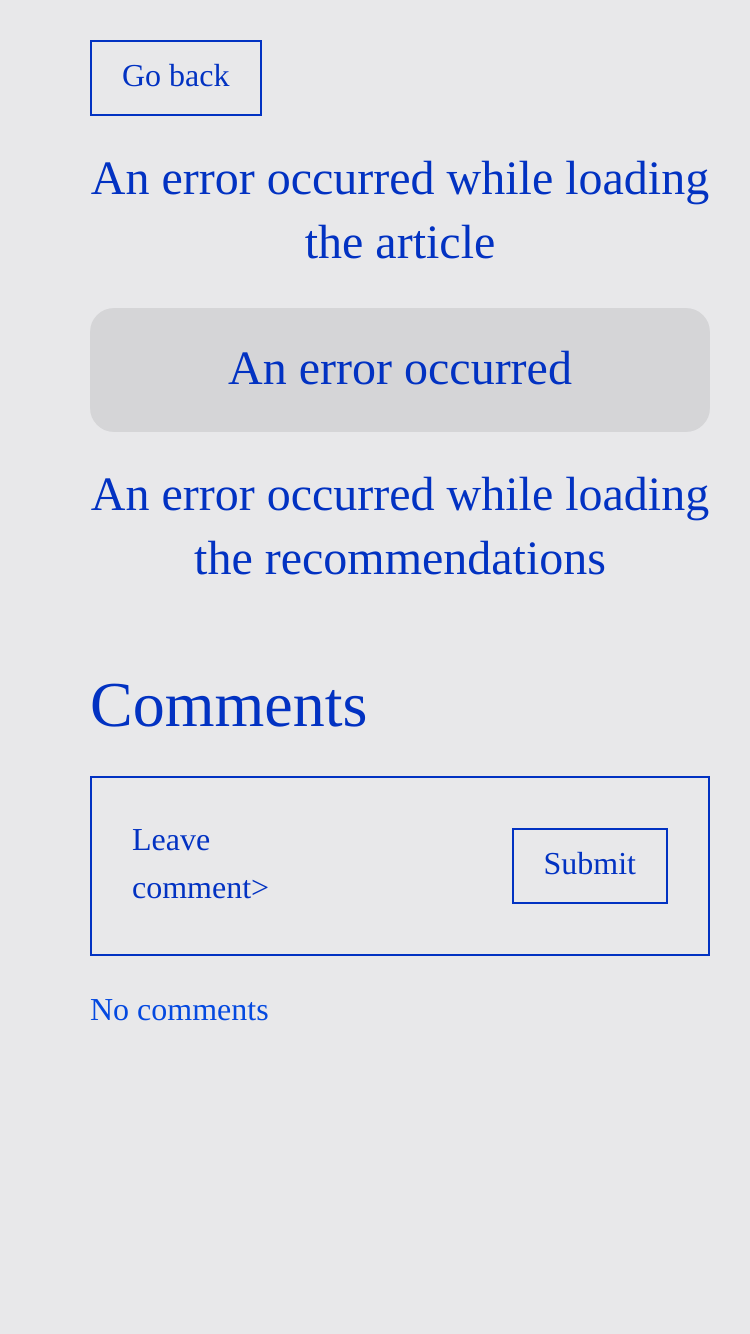 Go back
An error occurred while loading
the article
An error occurred
An error occurred while loading
the recommendations
Comments
Leave
comment>
Submit
No comments